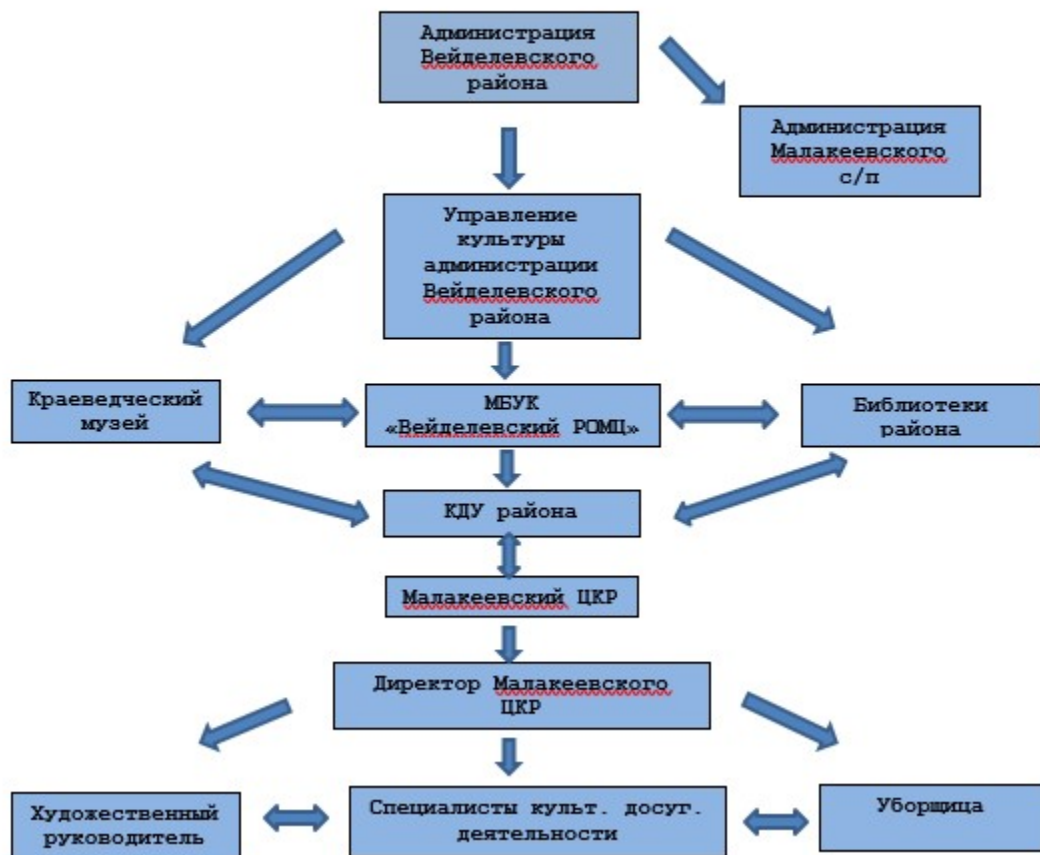 Администрация
Вейделевского
района
Администрация
Малакеевского
с/п
Управление
культуры
администрации
Вейделевского
района
Краеведческий
музей
МБУК
«Вейделевский РОМЦ»
Библиотеки
района
КДУ района
Малакеевский ЦКР
Директор Малакеевского
ЦКР
Художественный
руководитель
Специалисты культ. досуг.
деятельности
Уборщица